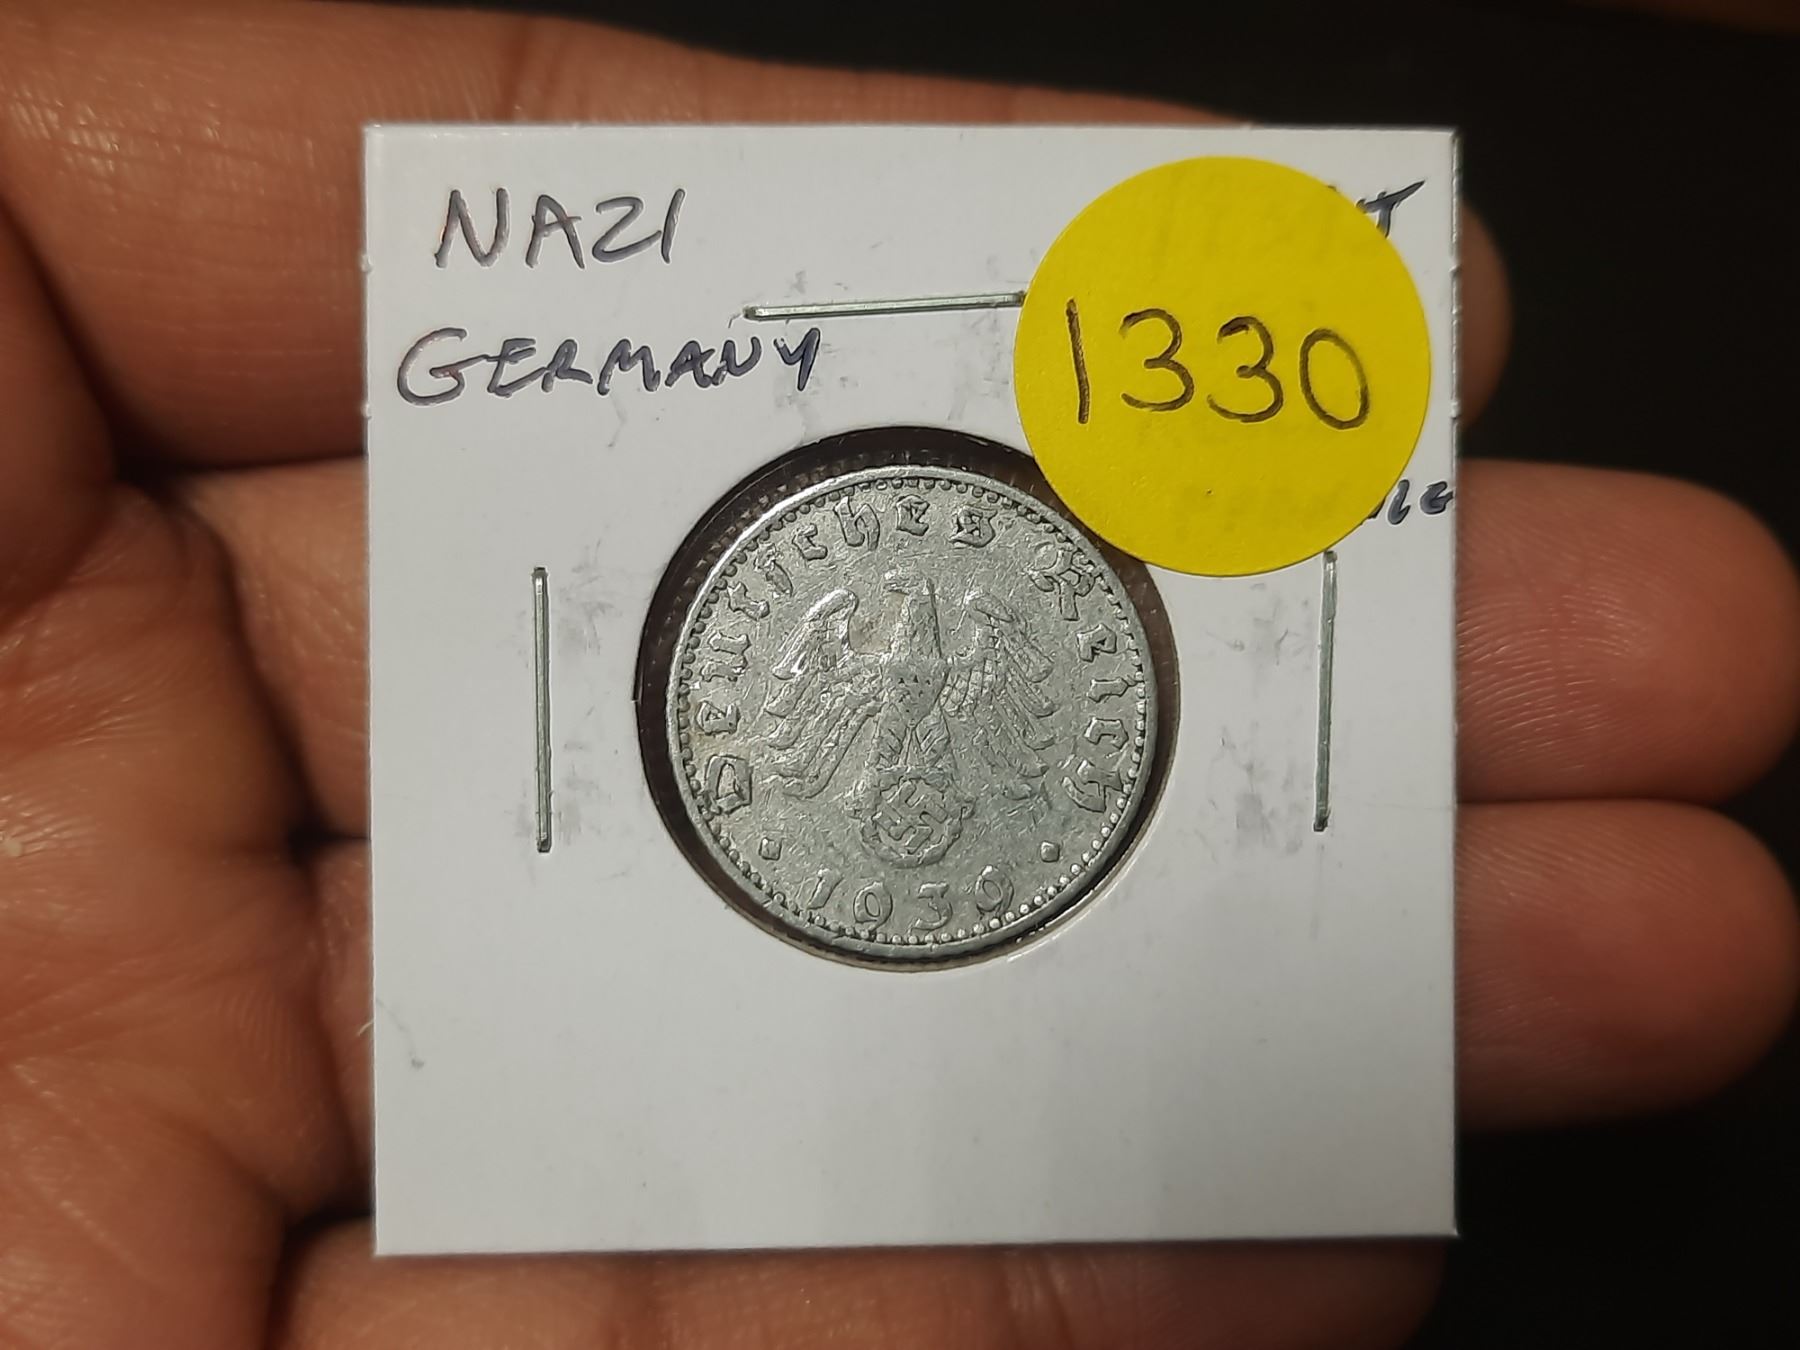 NAZI
GERMANY
1330
Deutsches Reich
1939